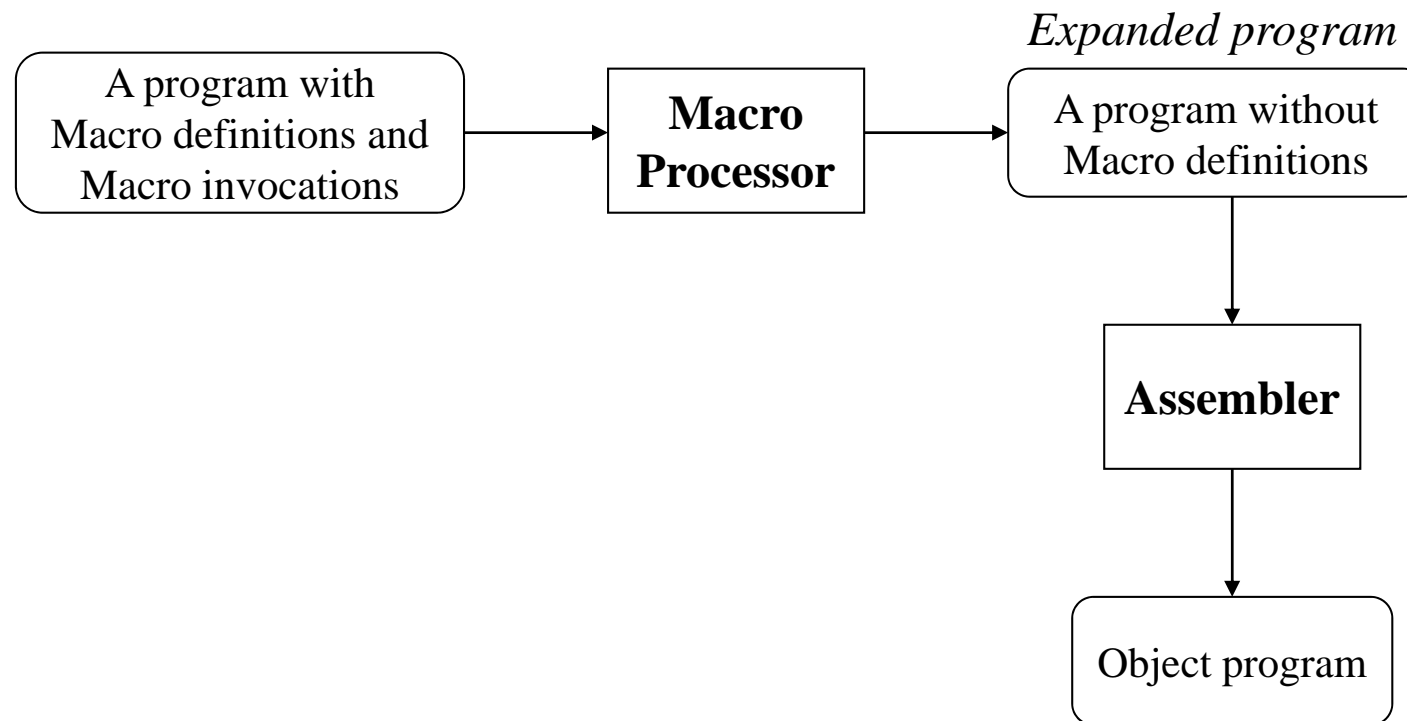 Expanded program
A program with
Macro definitions and
Macro invocations
Macro
Processor
A program without
Macro definitions
Assembler
Object program